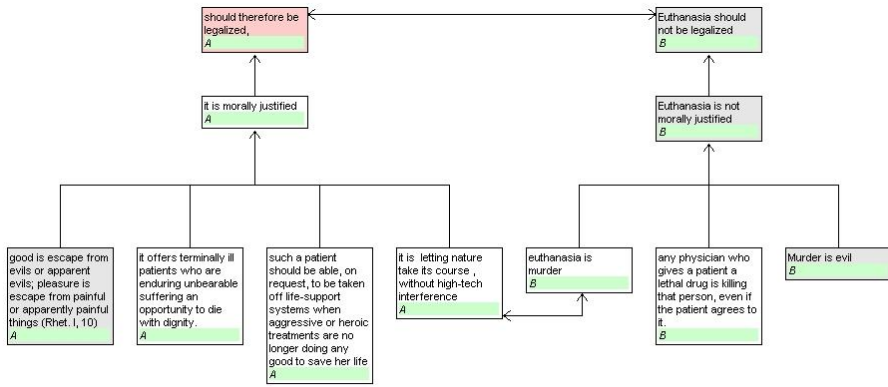 should therefore be
legalized,
A
Euthanasia should
not be legalized
B
it is morally justified
A
Euthanasia is not
morally justified
B
good is escape from
evils or apparent
evils; pleasure is
escape from painful
or apparently painful
things (Rhet. I, 10)
A
it offers terminally ill
patients who are
enduring unbearable
suffering an
opportunity to die
with dignity.
A
such a patient
should be able, on
request, to be taken
off life-support
systems when
aggressive or heroic
treatments are no
longer doing any
good to save her life
A
it is letting nature
take its course ,
without high-tech
interference
A
euthanasia is
murder
B
any physician who
gives a patient a
lethal drug is killing
that person, even if
the patient agrees to
it.
B
Murder is evil
B